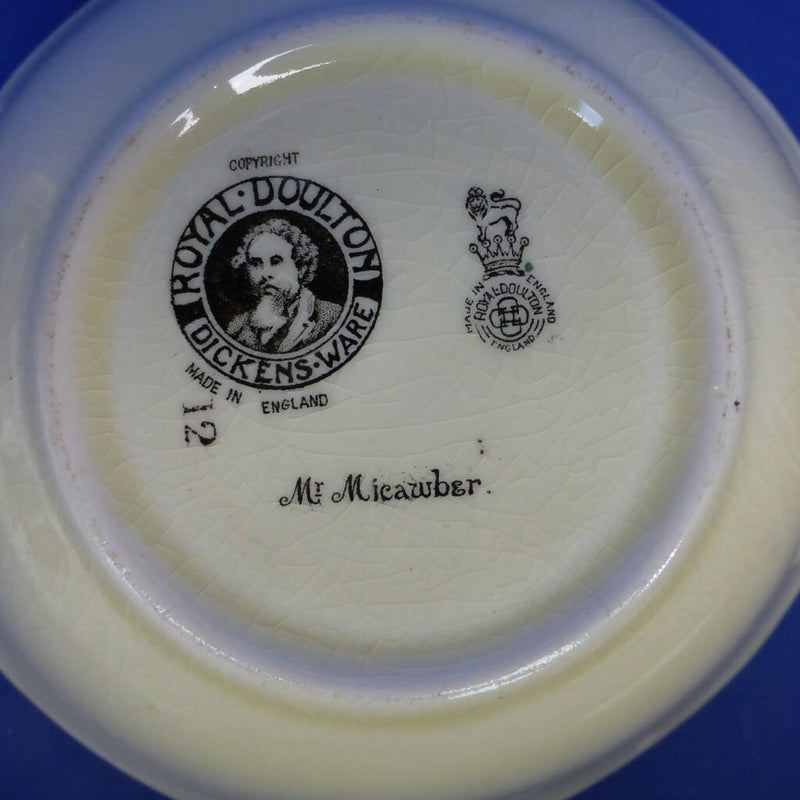 COPYRIGHT
ROYAL·DOULTON
DICKENS·WARE
MADE IN ENGLAND
12
MADE IN ENGLAND
ROYAL·DOULTON
ENGLAND
Mr Micawber.